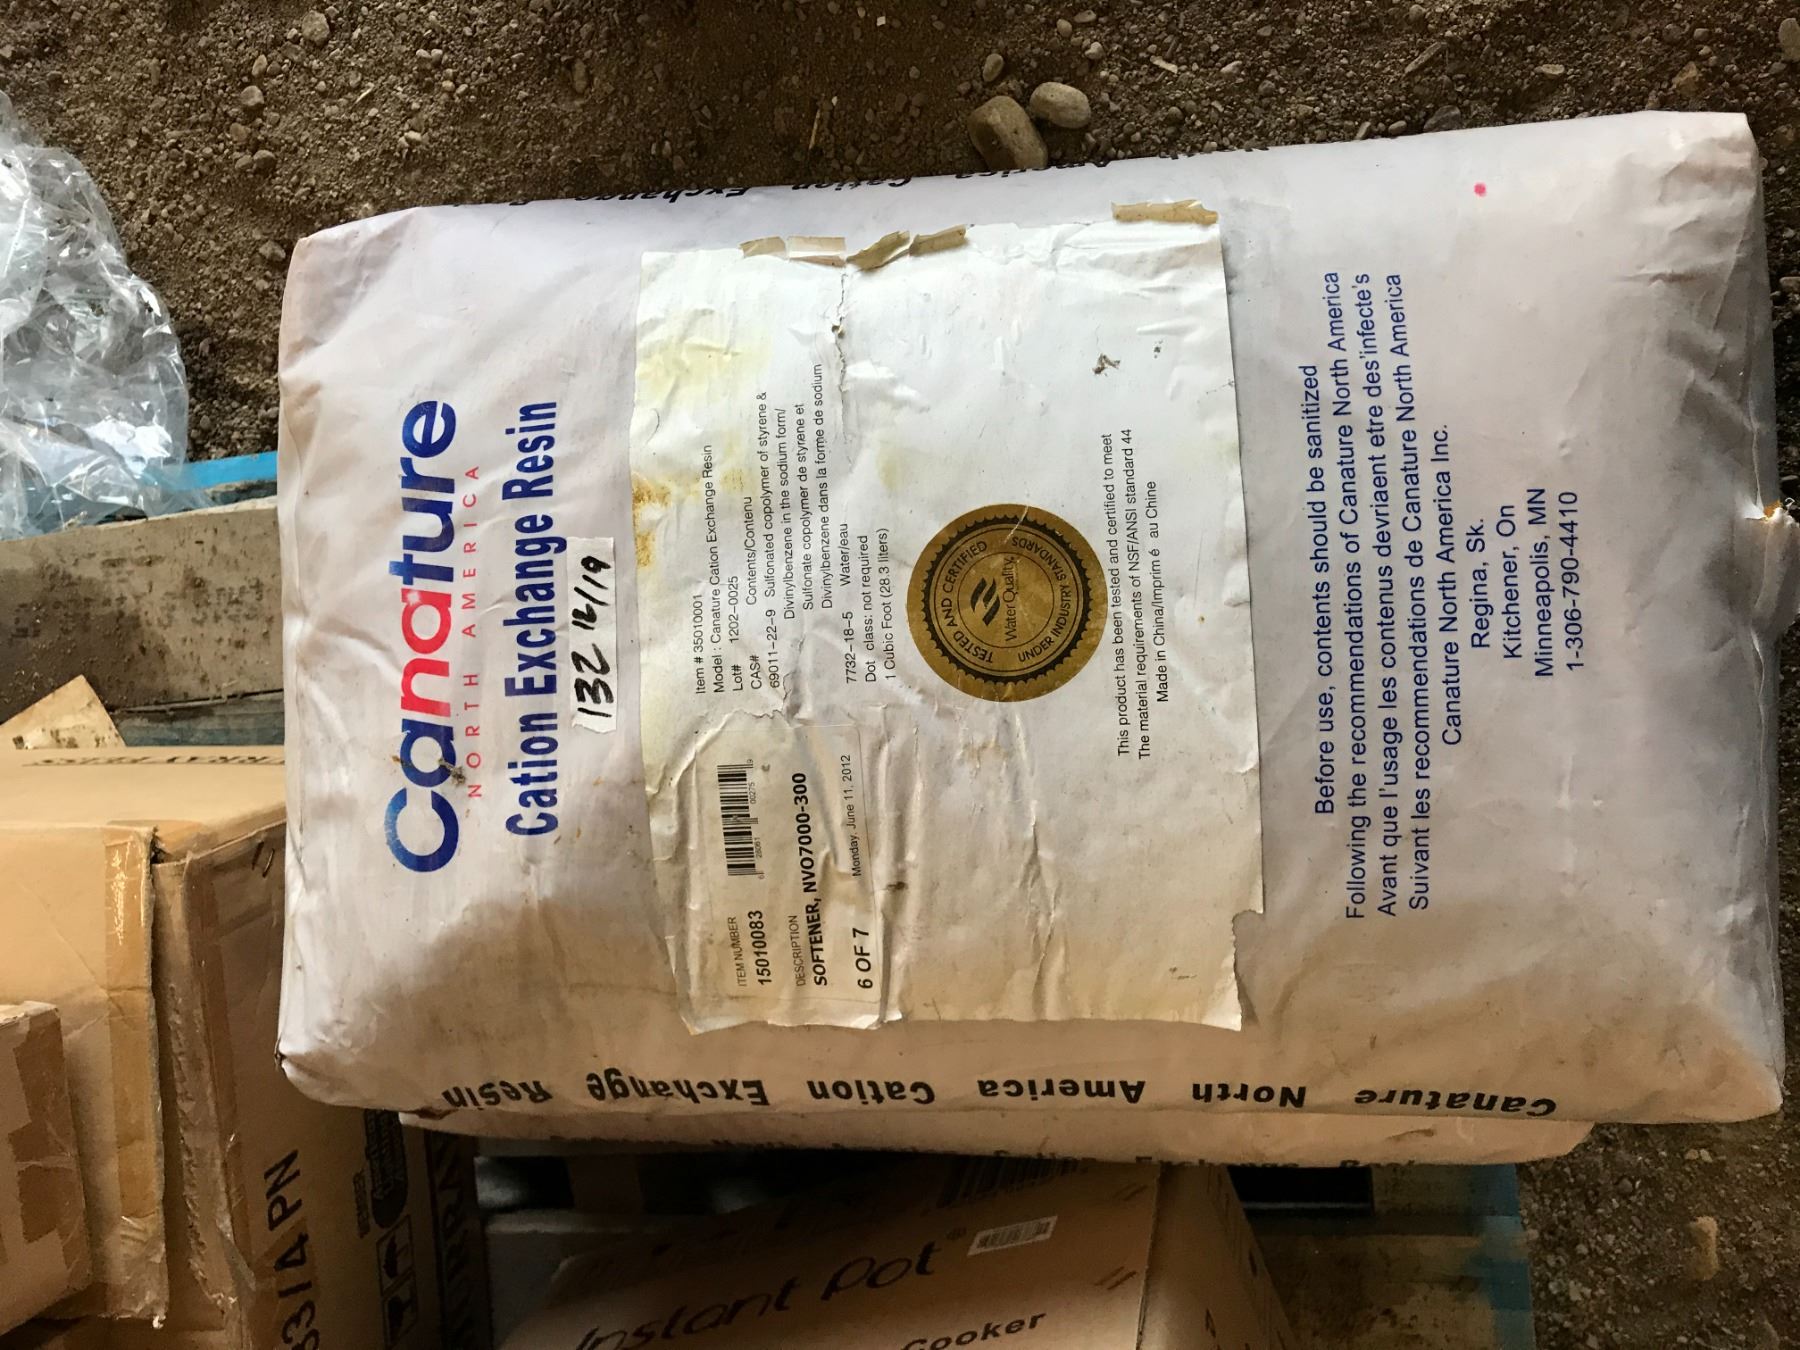 Canature
NORTH AMERICA
Cation Exchange Resin
132 12/19
Item # 35010001
Model : Canature Cation Exchange Resin
Lot# 1202-0025
CAS# Contents/Contenu
69011-22-9 Sulfonated copolymer of styrene &
Divinylbenzene in the sodium form/
Sulfonate copolymer de styrene et
Divinylbenzene dans la forme de sodium
7732-18-5 Water/eau
Dot class: not required
1 Cubic Foot (28.3 liters)
ITEM NUMBER
15010083
DESCRIPTION
SOFTENER, NVO7000-300
6 OF 7
Monday, June 11, 2012
TESTED AND CERTIFIED
WaterQuality
UNDER INDUSTRY STANDARDS
This product has been tested and certified to meet
The material requirements of NSF/ANSI standard 44
Made in China/Imprim é au Chine
Before use, contents should be sanitized
Following the recommendations of Canature North America
Avant que l'usage les contenus devriaent etre des"infecte's
Suivant les recommendations de Canature North America
Canature North America Inc.
Regina, Sk.
Kitchener, On
Minneapolis, MN
1-306-790-4410
Canature North America Cation Exchange Resin
America Cation Exchange
33/4PN
Instant Pot
Cooker